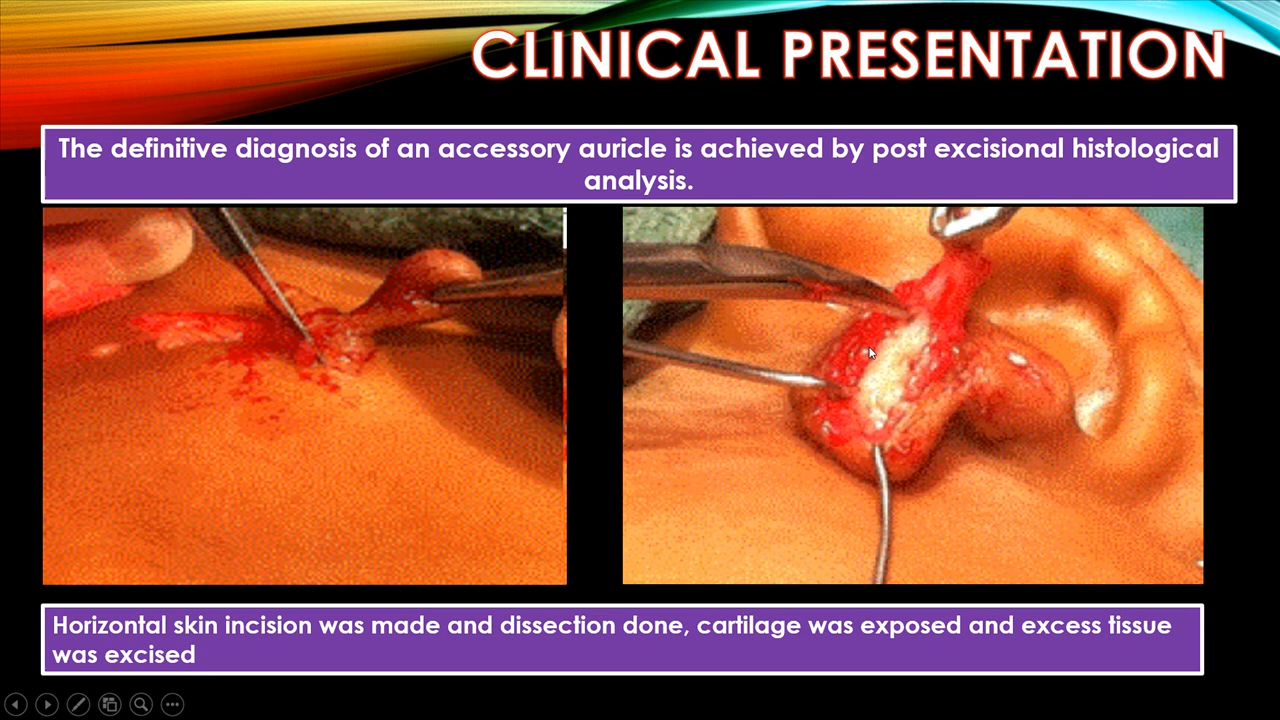 CLINICAL PRESENTATION
The definitive diagnosis of an accessory auricle is achieved by post excisional histological
analysis.
Horizontal skin incision was made and dissection done, cartilage was exposed and excess tissue
was excised